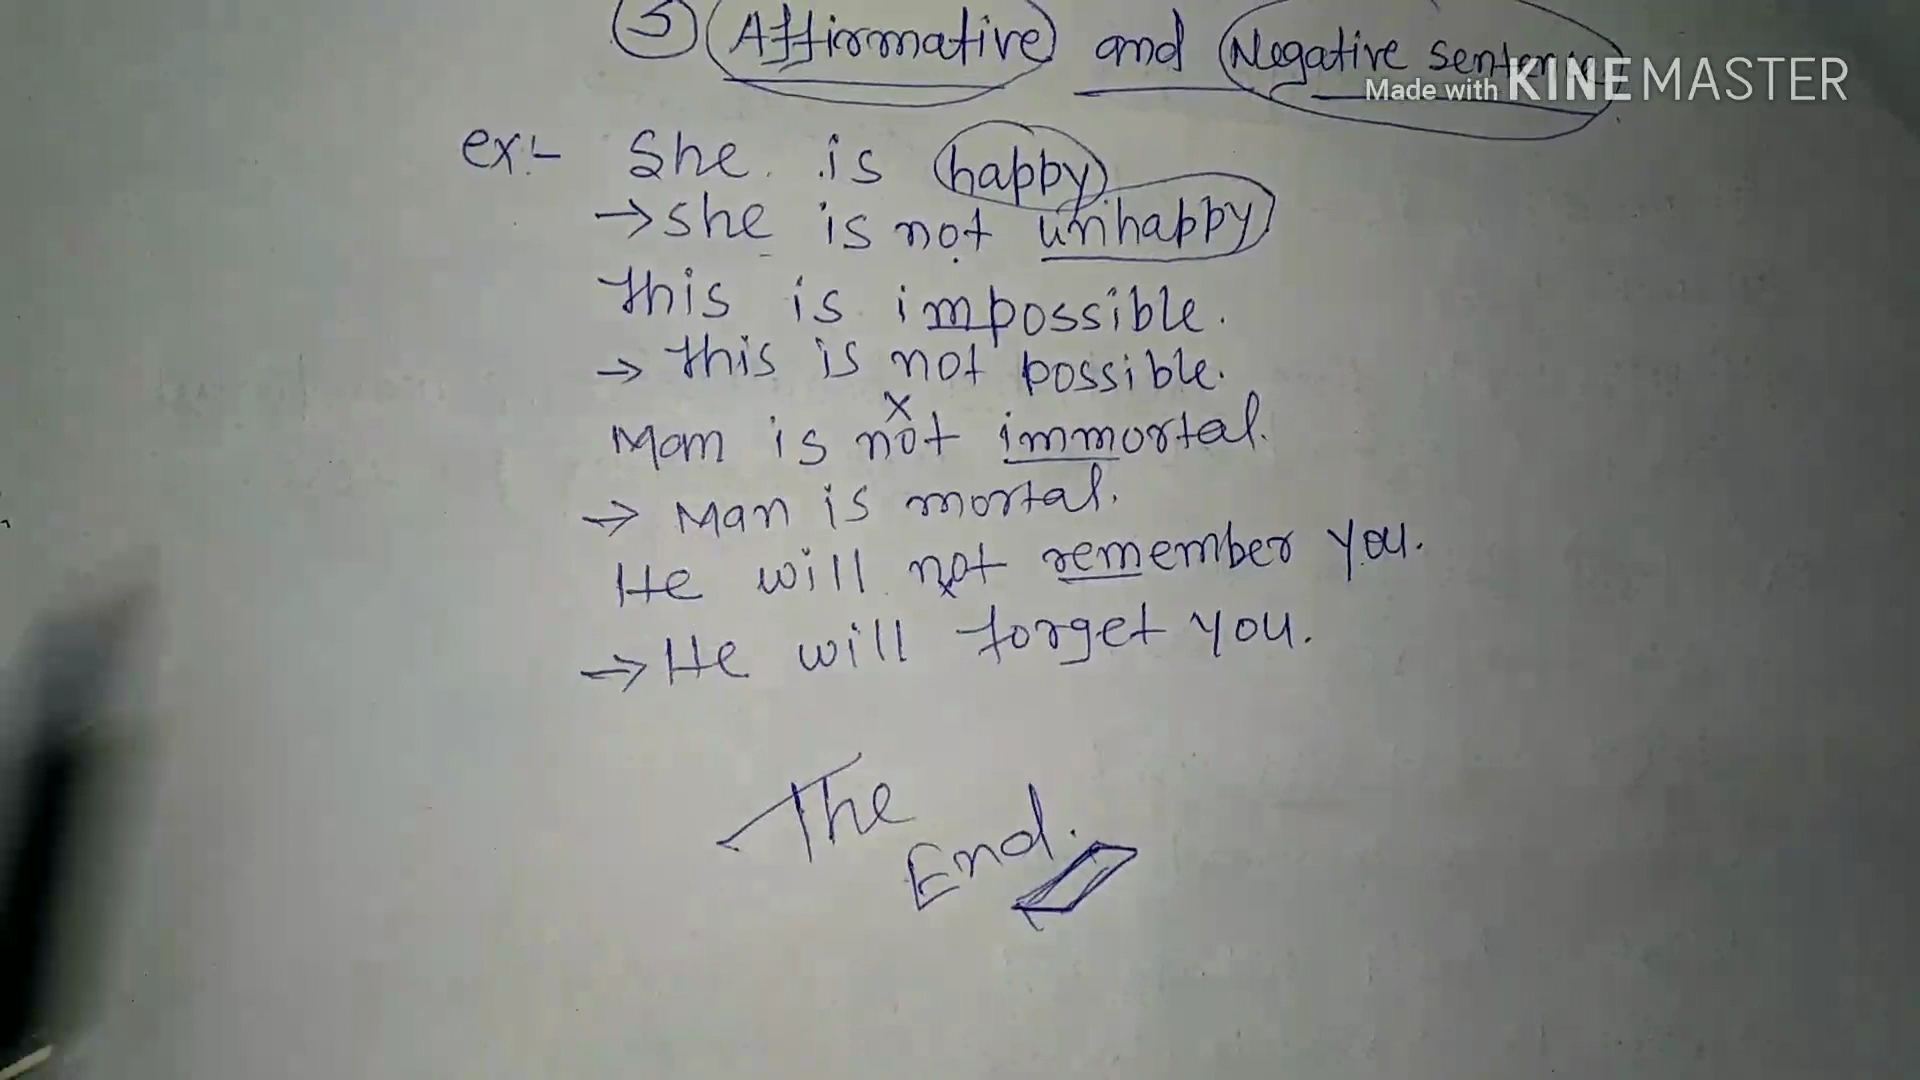 5 Affirmative and Negative sentence
Made with KINEMASTER
ex:- She is happy
→ she is not unhappy
This is impossible.
→ This is not possible.
x
Man is not immortal.
→ Man is mortal.
He will not remember you.
→ He will forget you.
The
End.